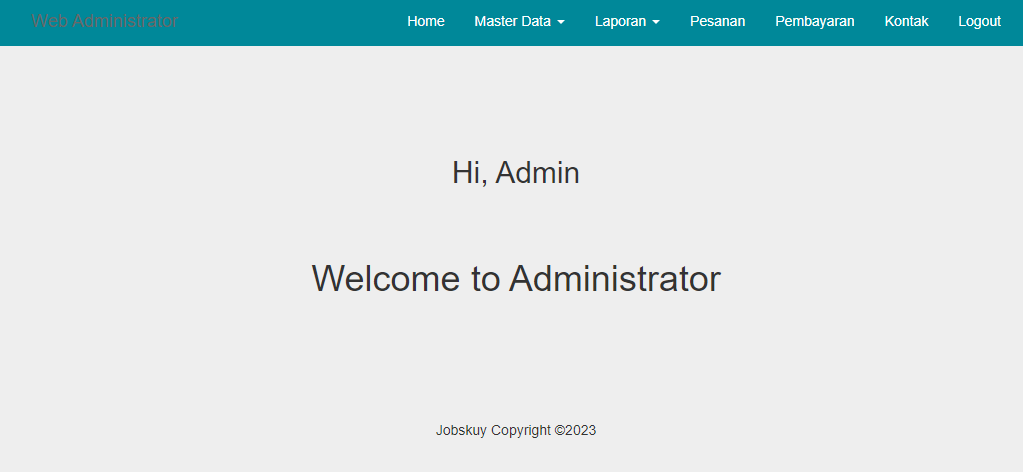 Web Administrator Home Master Data Laporan Pesanan Pembayaran Kontak Logout
Hi, Admin
Welcome to Administrator
Jobskuy Copyright ©2023